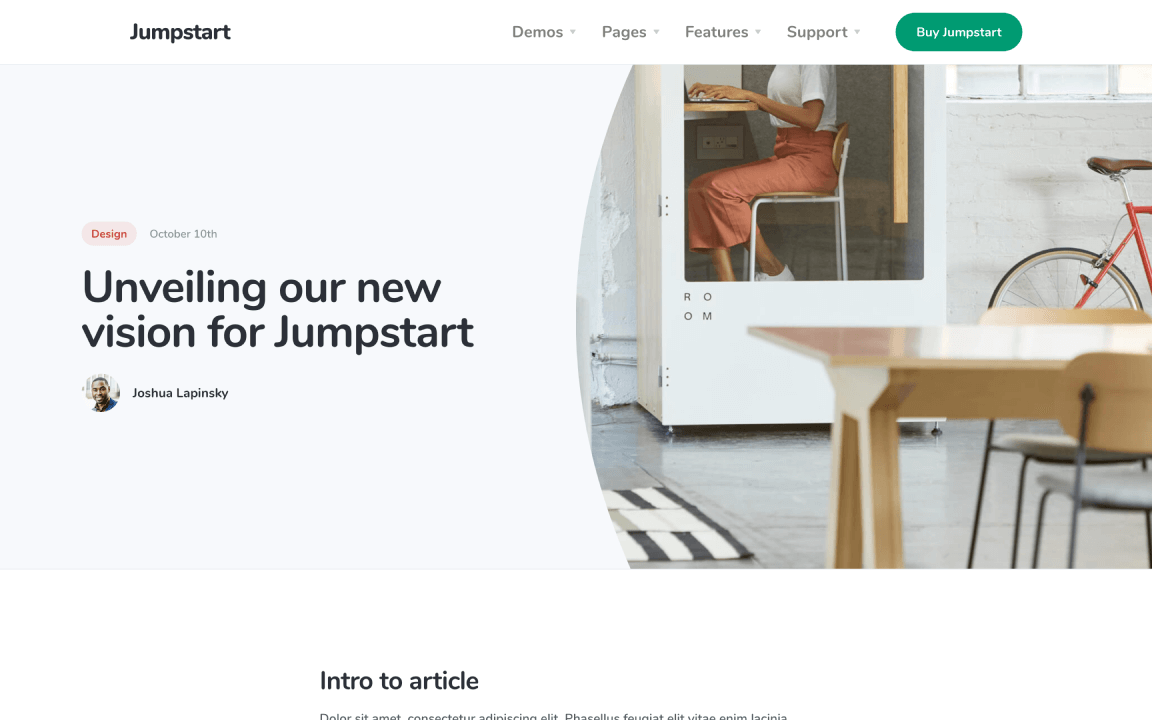 Jumpstart
Demos Pages Features Support Buy Jumpstart
Design October 10th
Unveiling our new
vision for Jumpstart
Joshua Lapinsky
R O
O M
Intro to article
Dolor sit amet, consectetur adipiscing elit. Phasellus feugiat elit vitae enim lacinia